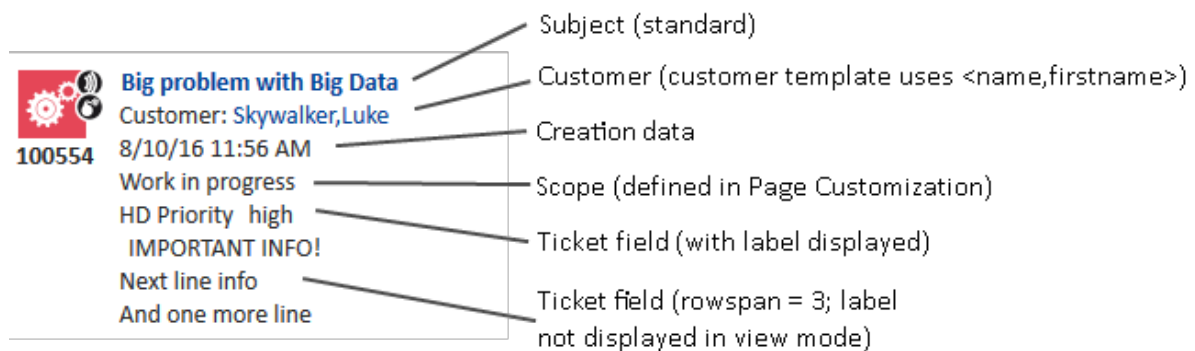 Subject (standard)
Big problem with Big Data
Customer (customer template uses <name,firstname>)
Customer: Skywalker,Luke
Creation data
100554
8/10/16 11:56 AM
Work in progress
Scope (defined in Page Customization)
HD Priority high
Ticket field (with label displayed)
IMPORTANT INFO!
Next line info
Ticket field (rowspan = 3; label
And one more line
not displayed in view mode)